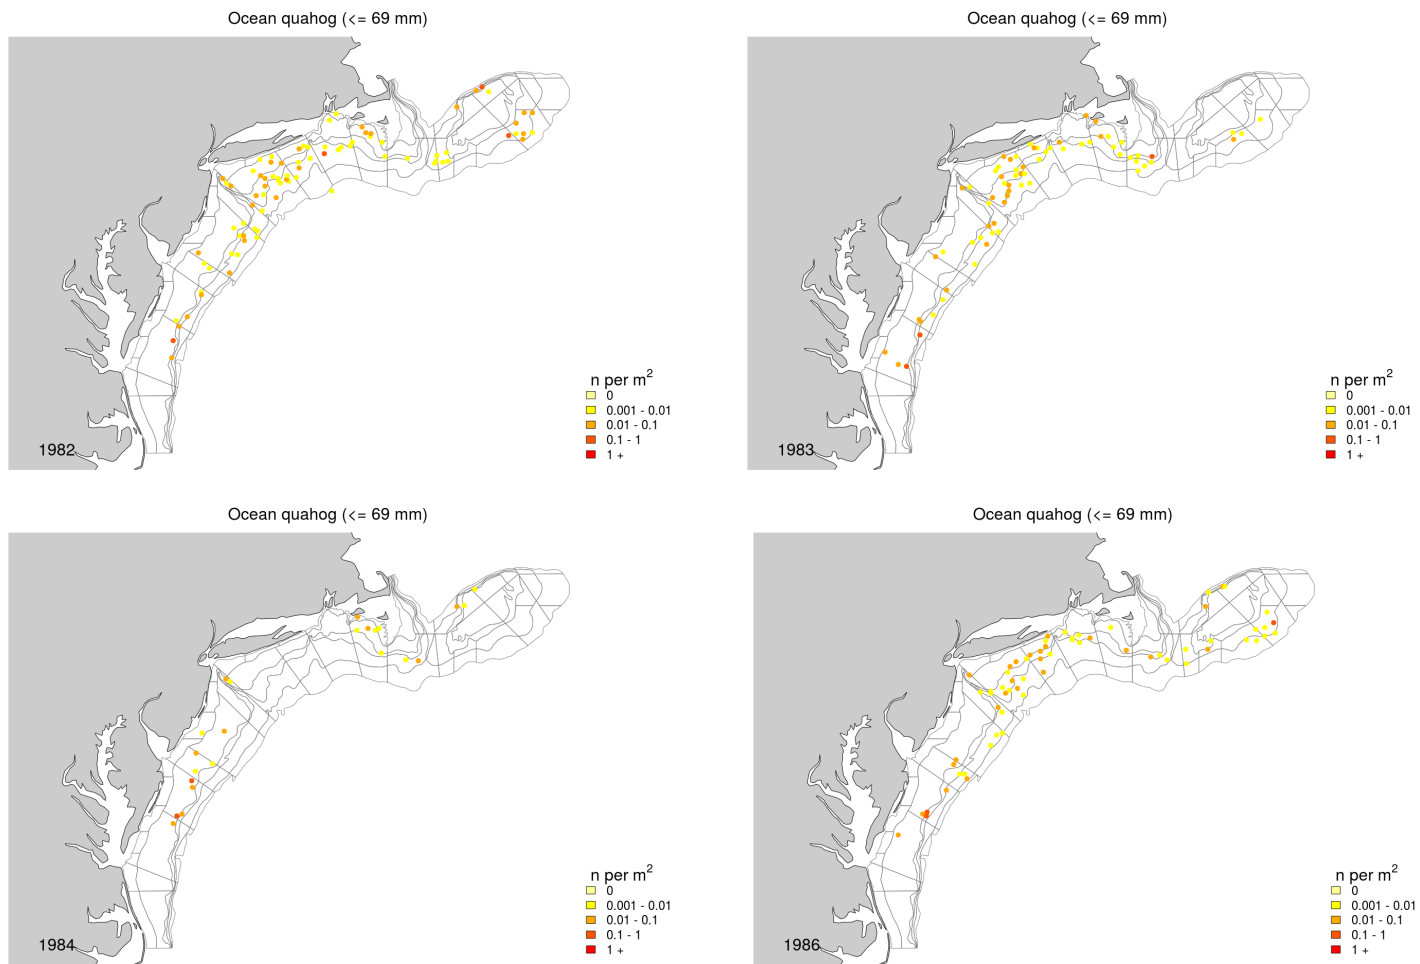 Ocean quahog (<= 69 mm)
n per m²
0
0.001 - 0.01
0.01 - 0.1
0.1 - 1
1 +
1982
Ocean quahog (<= 69 mm)
n per m²
0
0.001 - 0.01
0.01 - 0.1
0.1 - 1
1 +
1983
Ocean quahog (<= 69 mm)
n per m²
0
0.001 - 0.01
0.01 - 0.1
0.1 - 1
1 +
1984
Ocean quahog (<= 69 mm)
n per m²
0
0.001 - 0.01
0.01 - 0.1
0.1 - 1
1 +
1986